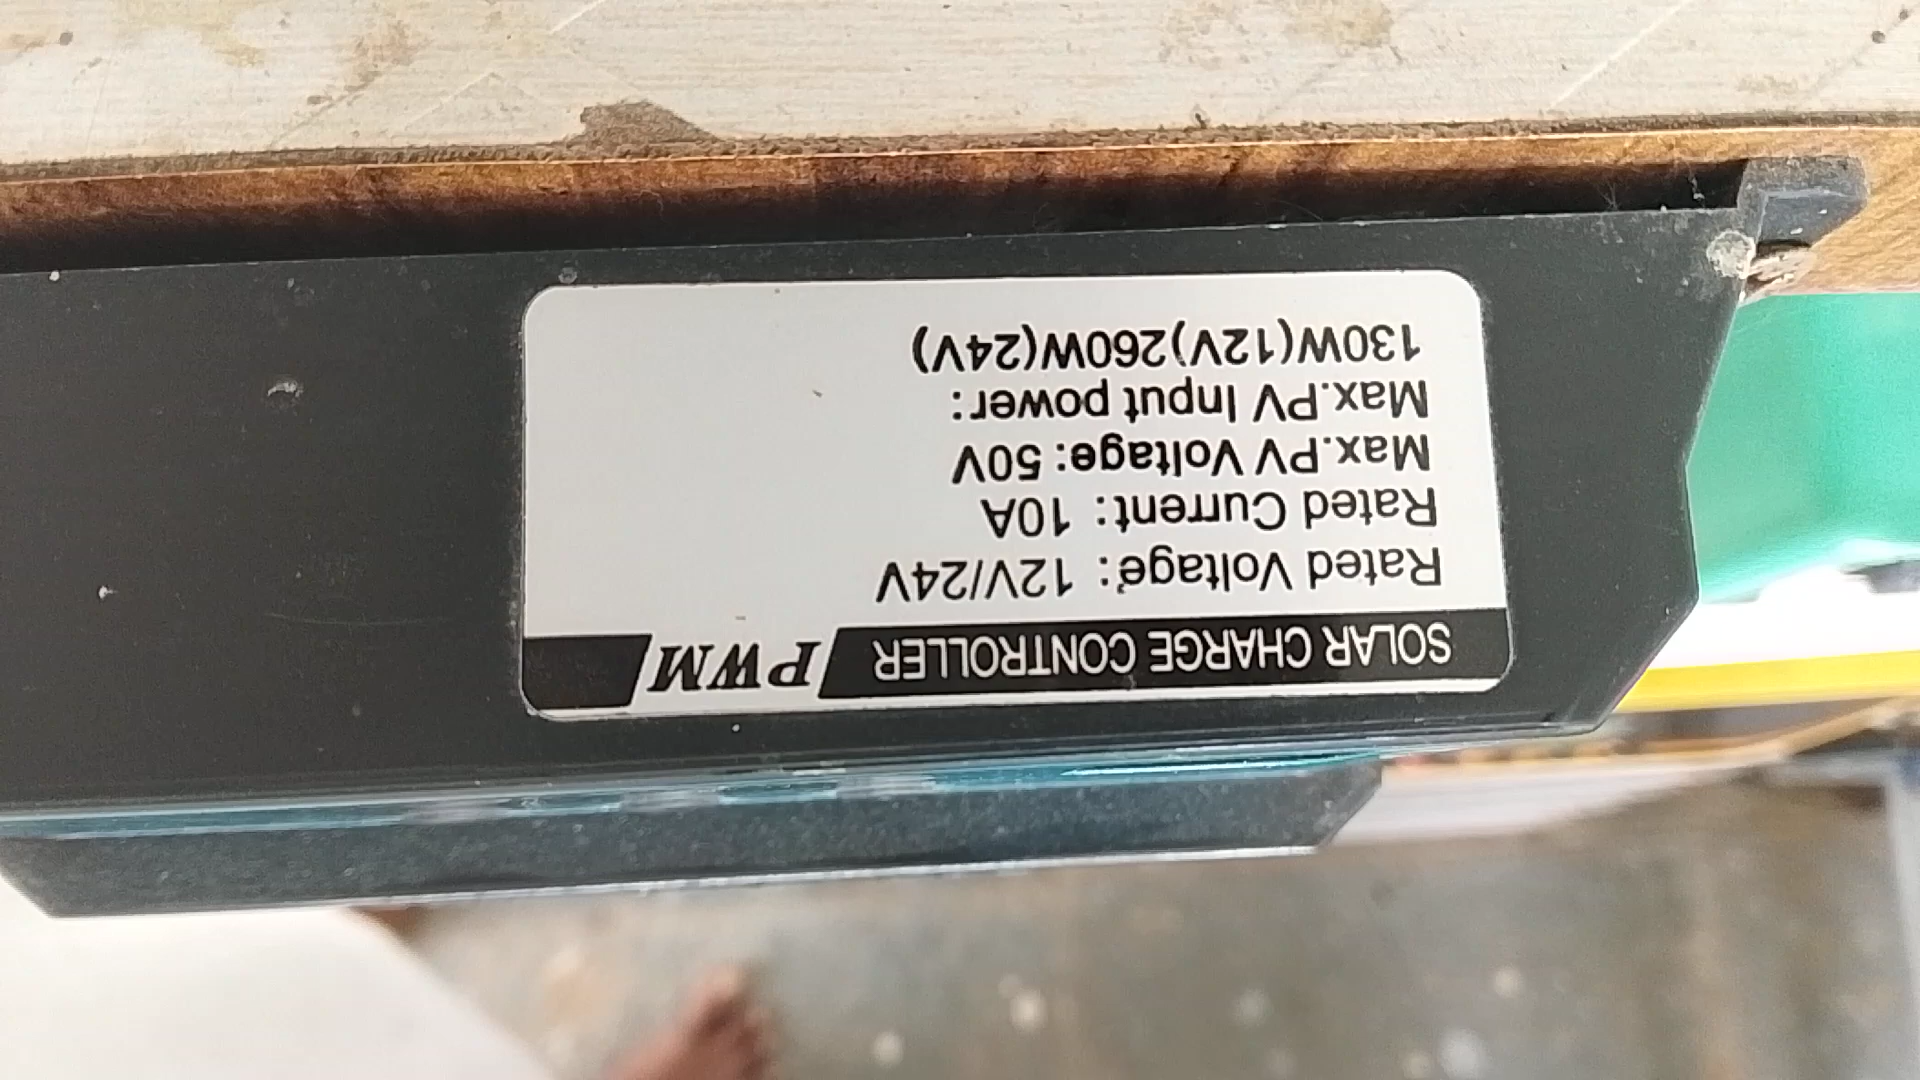 SOLAR CHARGE CONTROLLER PWM
Rated Voltage: 12V/24V
Rated Current: 10A
Max.PV Voltage: 50V
Max.PV Input power:
130W(12V)260W(24V)